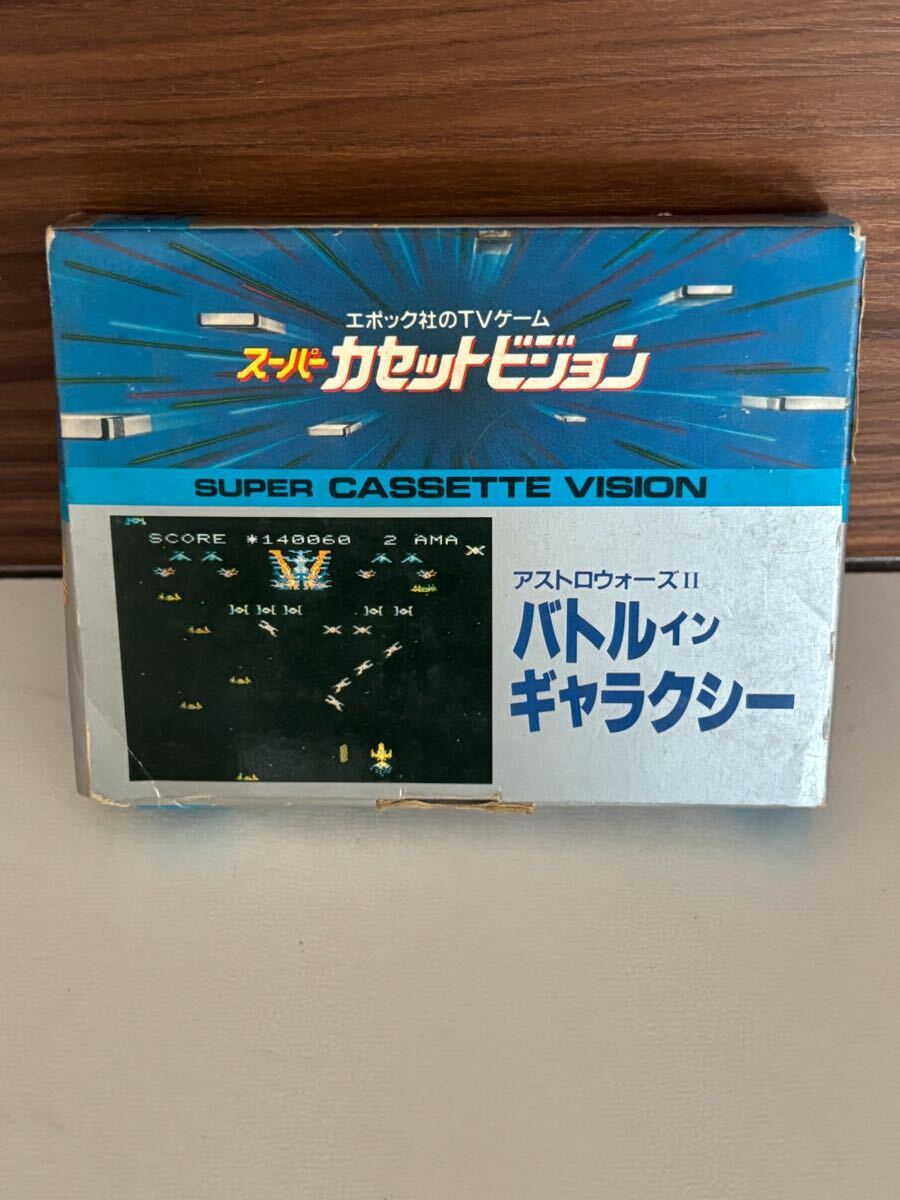 エポック社のTVゲーム
スーパーカセットビジョン
SUPER CASSETTE VISION
SCORE *140060 2 AMA
アストロウォーズII
バトルイン
ギャラクシー